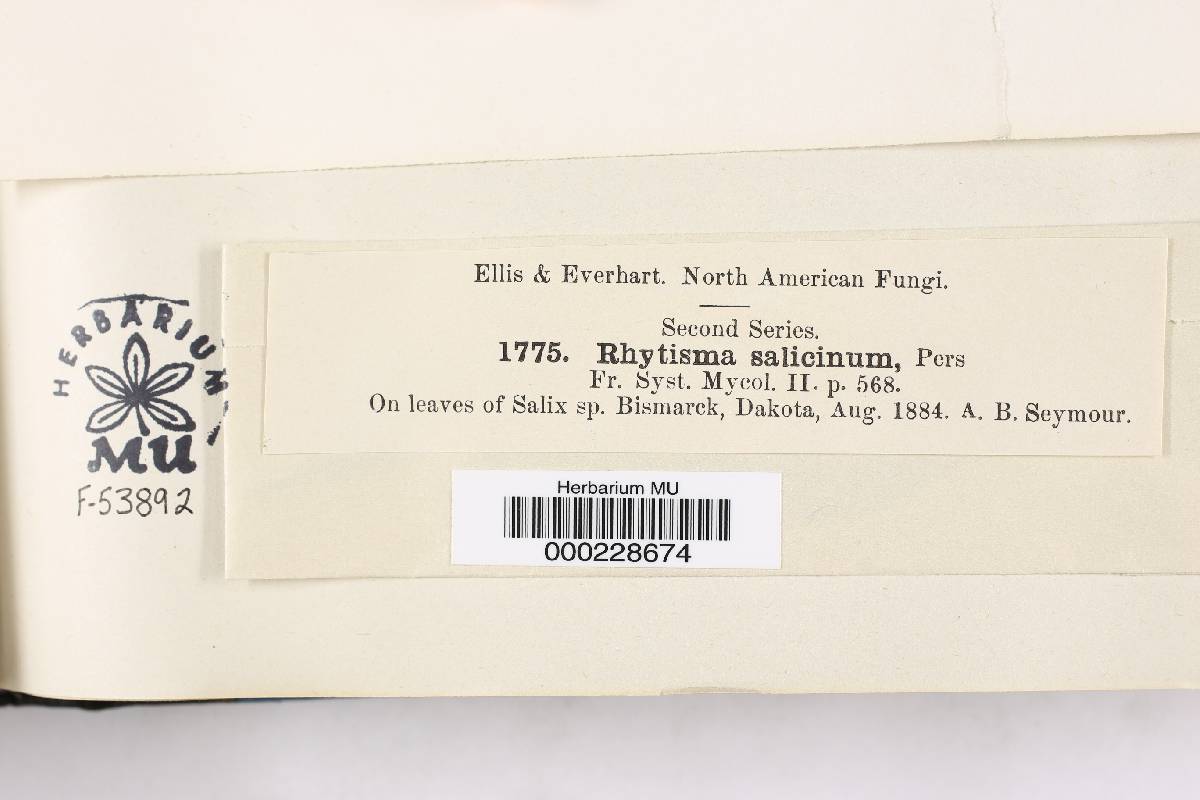 Ellis & Everhart. North American Fungi.
Second Series.
1775. Rhytisma salicinum, Pers
Fr. Syst. Mycol. II. p. 568.
On leaves of Salix sp. Bismarck, Dakota, Aug. 1884. A. B. Seymour.
HERBARIUM
MU
F-53892
Herbarium MU
000228674